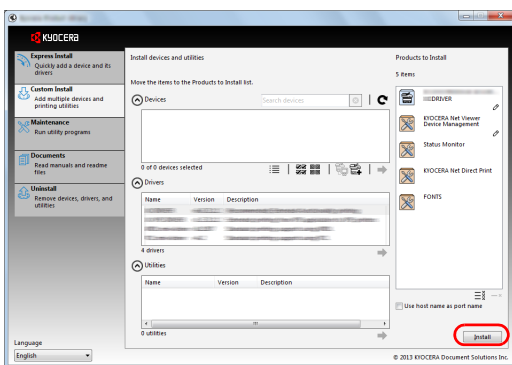 KYOCERA
Express Install
Quickly add a device and its
drivers
Custom Install
Add multiple devices and
printing utilities
Maintenance
Run utility programs
Documents
Read manuals and readme
files
Uninstall
Remove devices, drivers, and
utilities
Language
English
Install devices and utilities
Move the items to the Products to Install list.
Devices
Search devices
0 of 0 devices selected
Drivers
Name Version Description
4 drivers
Utilities
Name Version Description
0 utilities
Products to Install
5 items
DRIVER
KYOCERA Net Viewer
Device Management
Status Monitor
KYOCERA Net Direct Print
FONTS
Use host name as port name
Install
© 2013 KYOCERA Document Solutions Inc.